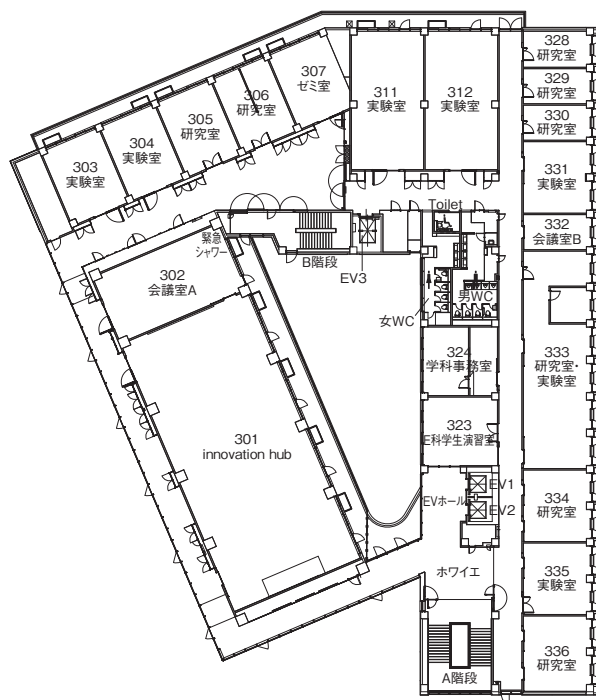 328
研究室
329
研究室
330
研究室
331
実験室
332
会議室B
333
研究室・
実験室
334
研究室
335
実験室
336
研究室
311
実験室
312
実験室
307
ゼミ室
306
研究室
305
研究室
304
実験室
303
実験室
緊急
シャワー
302
会議室A
301
innovation hub
B階段
EV3
Toilet
女WC
男WC
324
学科事務室
323
E科学生演習室
EVホール
EV1
EV2
ホワイエ
A階段